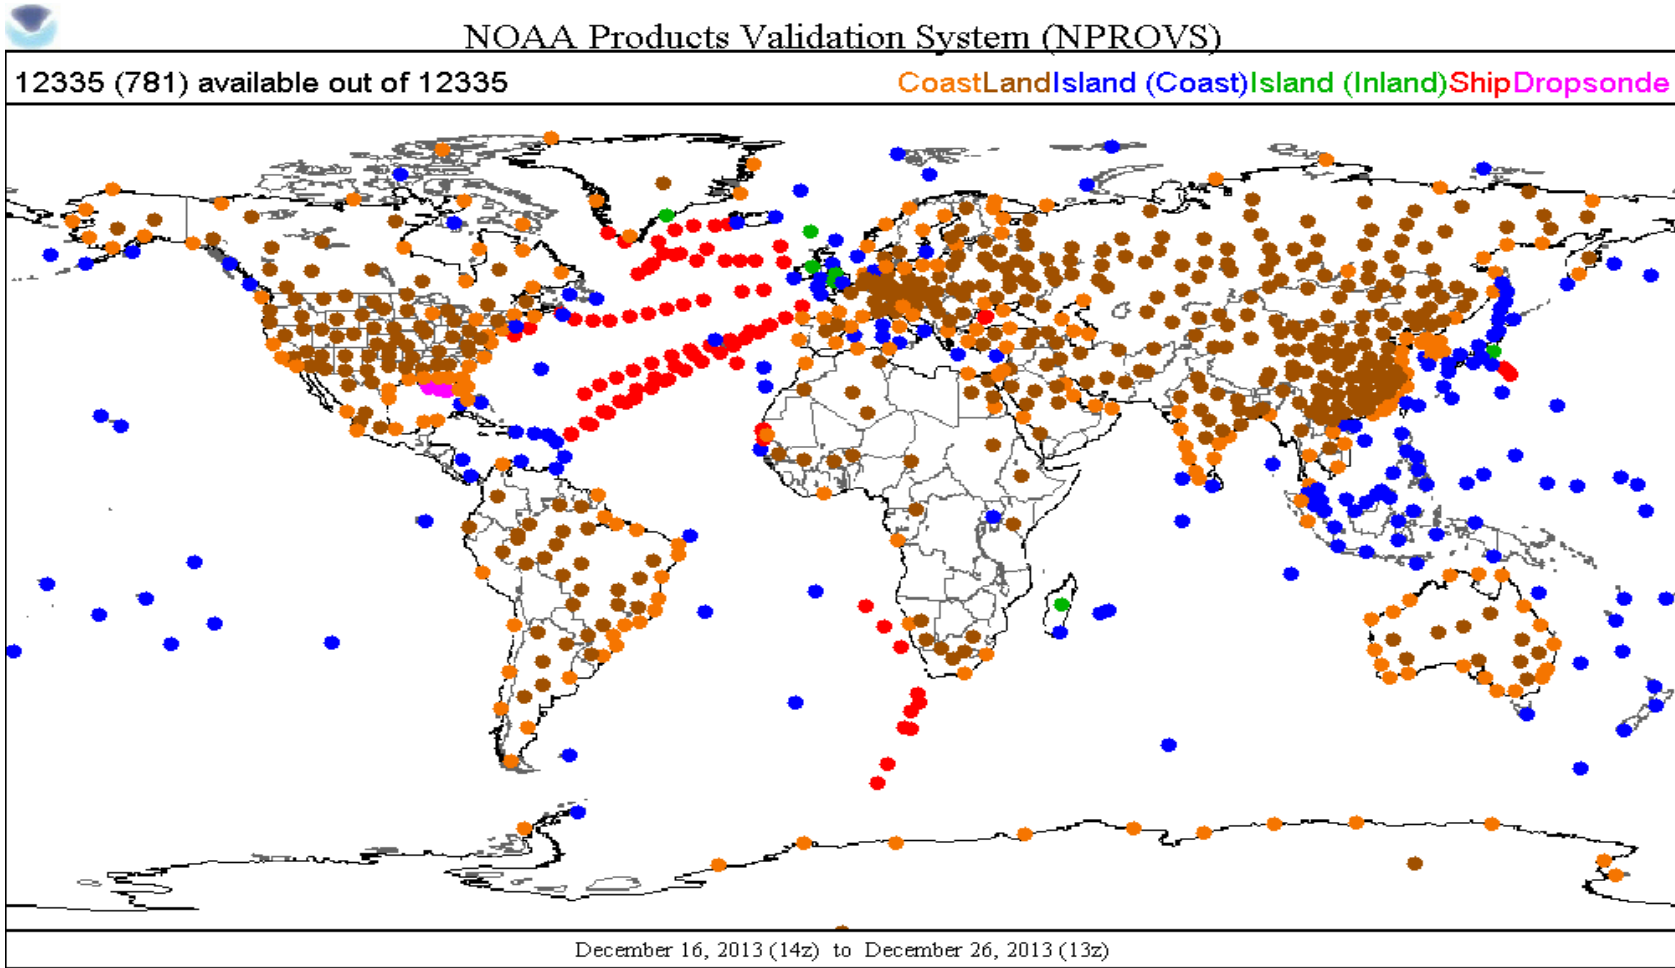 NOAA Products Validation System (NPROVS)
12335 (781) available out of 12335 CoastLandIsland (Coast)Island (Inland)ShipDropsonde
December 16, 2013 (14z) to December 26, 2013 (13z)